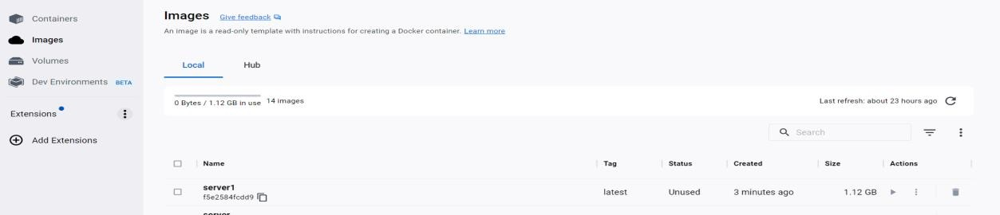 Containers
Images
Volumes
Dev Environments BETA
Extensions
Add Extensions
Images Give feedback
An image is a read-only template with instructions for creating a Docker container. Learn more
Local Hub
0 Bytes / 1.12 GB in use 14 images
Last refresh: about 23 hours ago
Search
Name Tag Status Created Size Actions
server1
f5e2584fcdd9
latest Unused 3 minutes ago 1.12 GB